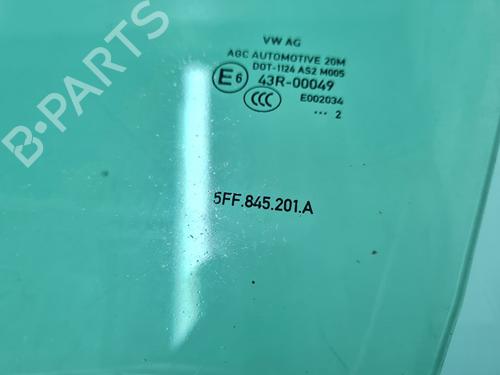 VW AG
AGC AUTOMOTIVE 20M
DOT-1124 AS2 M005
E6 43R-00049
CCC E002034
... 2
5FF.845.201.A
B-PARTS